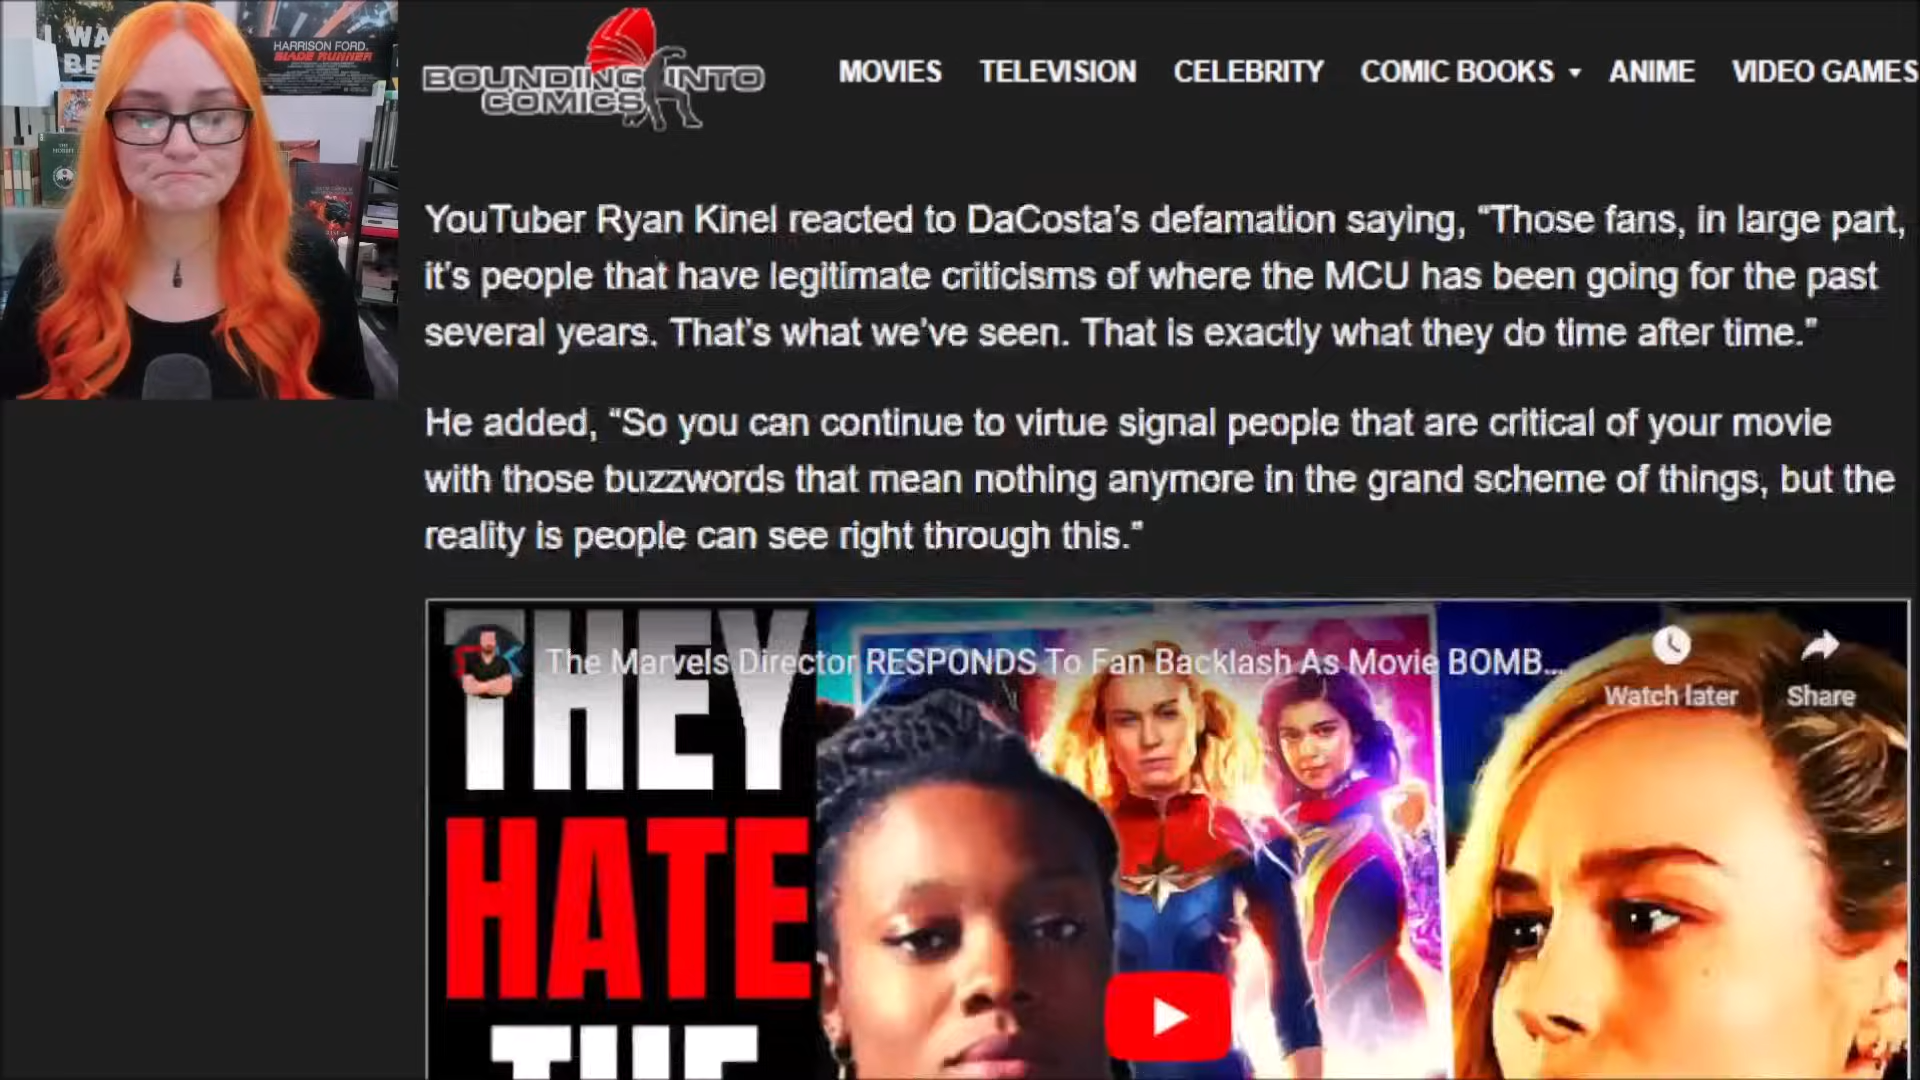 I WA
BE
HARRISON FORD.
BLADE RUNNER
THE
HOBBIT
BOUNDING INTO
COMICS
MOVIES TELEVISION CELEBRITY COMIC BOOKS ANIME VIDEO GAMES
YouTuber Ryan Kinel reacted to DaCosta’s defamation saying, “Those fans, in large part,
it’s people that have legitimate criticisms of where the MCU has been going for the past
several years. That’s what we’ve seen. That is exactly what they do time after time.”
He added, “So you can continue to virtue signal people that are critical of your movie
with those buzzwords that mean nothing anymore in the grand scheme of things, but the
reality is people can see right through this.”
The Marvels Director RESPONDS To Fan Backlash As Movie BOMB...
Watch later Share
THEY
HATE
THE